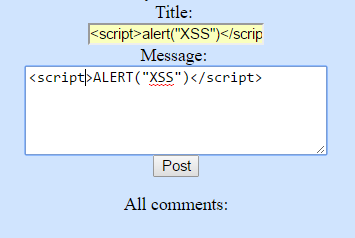 Title:
<script>alert("XSS")</scrip
Message:
<script>ALERT("XSS")</script>
Post
All comments: